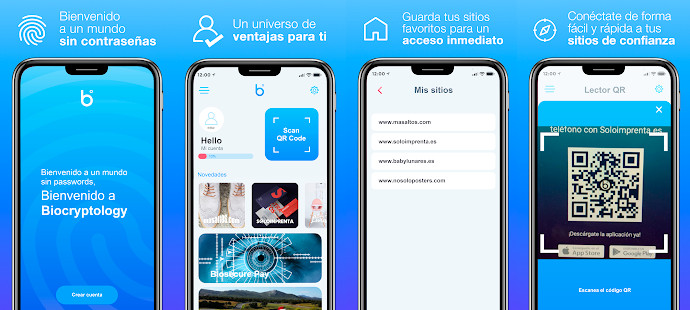 Bienvenido
a un mundo
sin contraseñas
b
Bienvenido a un mundo
sin passwords,
Bienvenido a
Biocryptology
Crear cuenta
Un universo de
ventajas para ti
12:00
b
Hello
Mi cuenta
Scan
QR Code
Novedades
masaltos.com
SOLOIMPRENTA
Biosecure Pay
Guarda tus sitios
favoritos para un
acceso inmediato
12:00
Mis sitios
www.masaltos.com
www.soloimprenta.es
www.babylunares.es
www.nosoloposters.com
Conéctate de forma
fácil y rápida a tus
sitios de confianza
12:00
Lector QR
teléfono con Soloimprenta.es
b
¡Descárgate la aplicación ya!
App Store
Google Play
Escanea el código QR